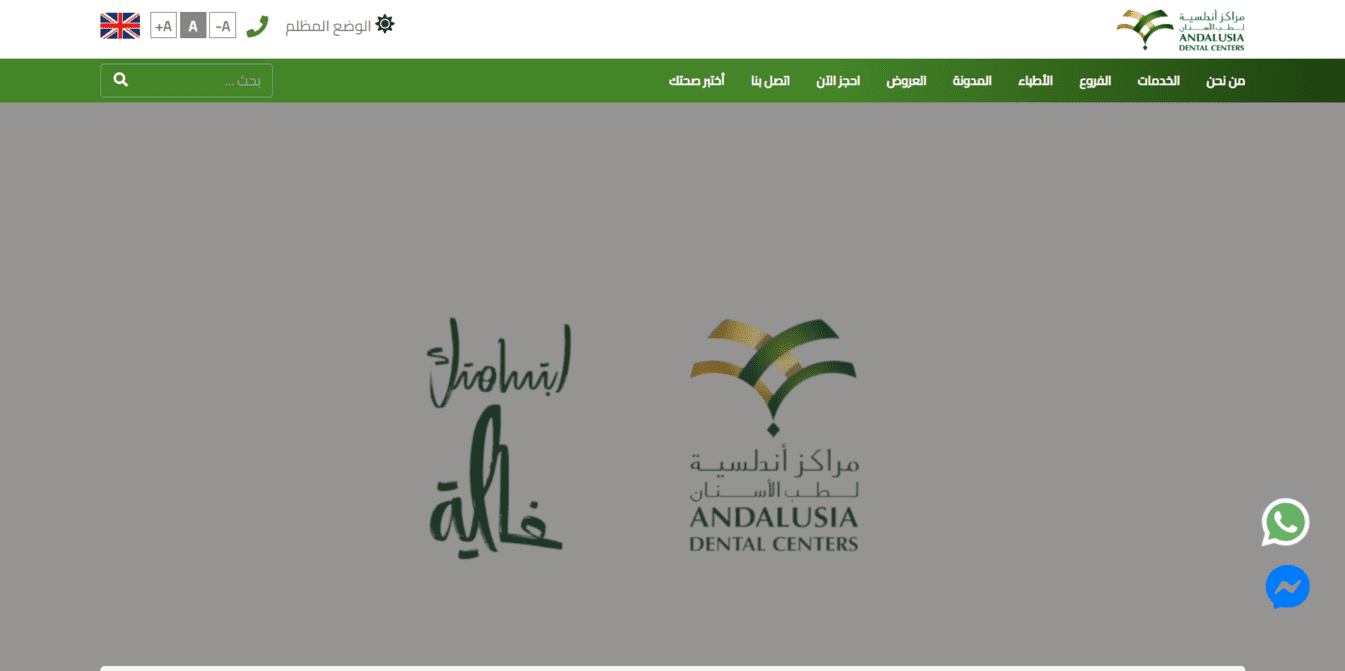 مراكز أندلسية
لطب الأسنان
ANDALUSIA
DENTAL CENTERS
الوضع المظلم
A-
A
A+
من نحن
الخدمات
الفروع
الأطباء
المدونة
العروض
احجز الآن
اتصل بنا
أختبر صحتك
بحث ...
مراكز أندلسية
لطب الأسنان
ANDALUSIA
DENTAL CENTERS
ابتسامتك
غالية